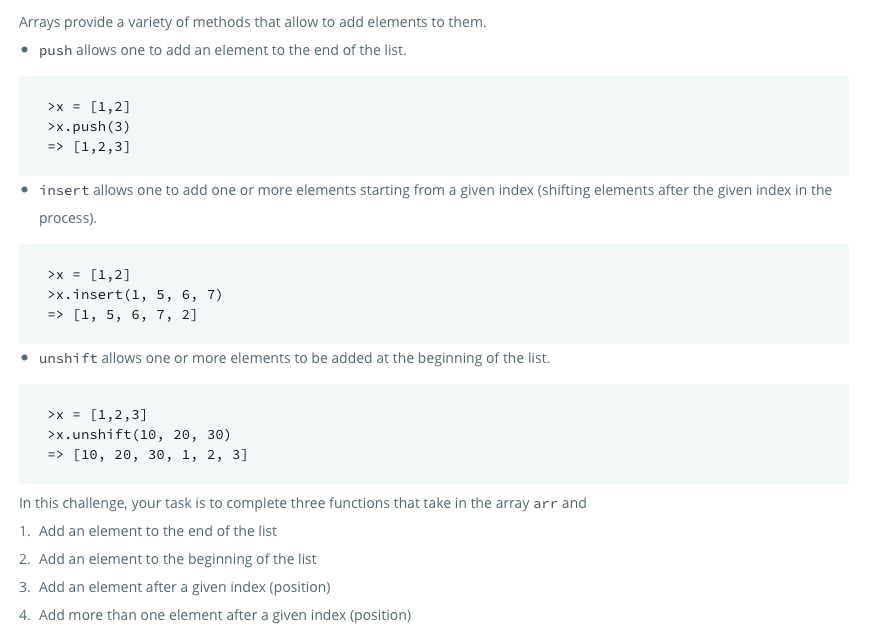 Arrays provide a variety of methods that allow to add elements to them.
• push allows one to add an element to the end of the list.
>x = [1,2]
>x.push(3)
=> [1,2,3]
• insert allows one to add one or more elements starting from a given index (shifting elements after the given index in the
process).
>x = [1,2]
>x.insert(1, 5, 6, 7)
=> [1, 5, 6, 7, 2]
• unshift allows one or more elements to be added at the beginning of the list.
>x = [1,2,3]
>x.unshift(10, 20, 30)
=> [10, 20, 30, 1, 2, 3]
In this challenge, your task is to complete three functions that take in the array arr and
1. Add an element to the end of the list
2. Add an element to the beginning of the list
3. Add an element after a given index (position)
4. Add more than one element after a given index (position)